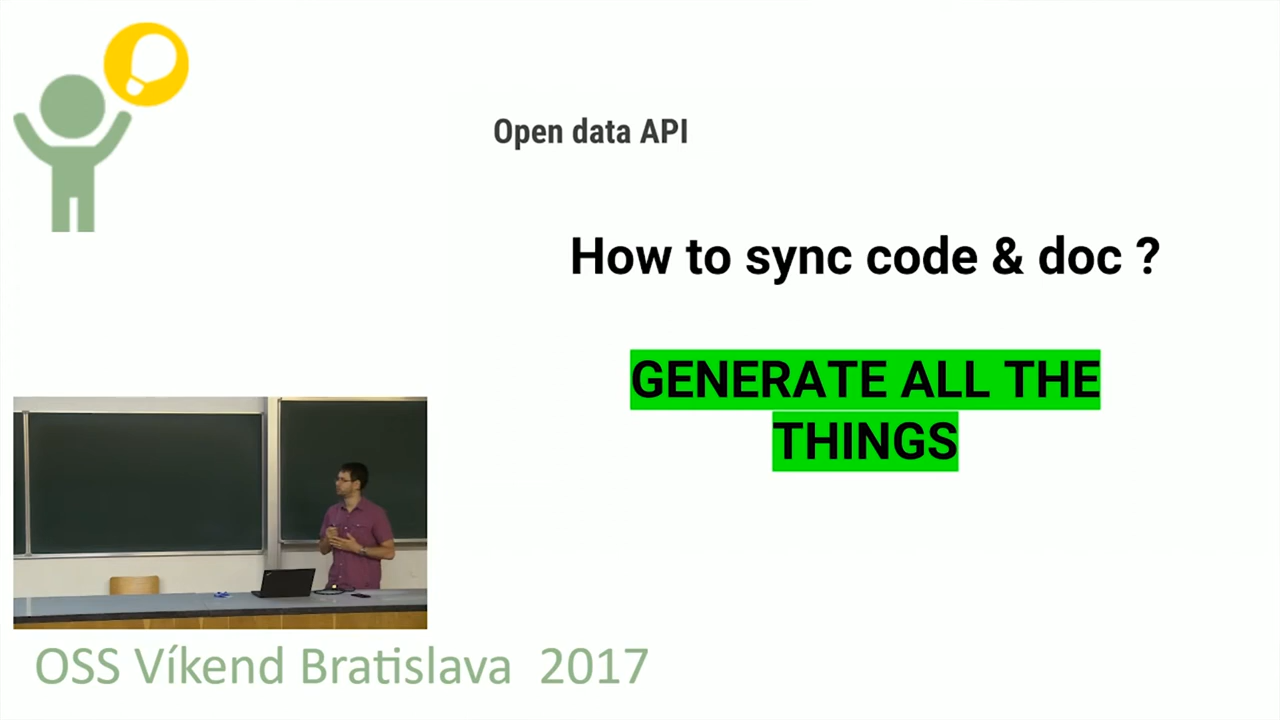 Open data API
How to sync code & doc ?
GENERATE ALL THE
THINGS
OSS Víkend Bratislava 2017